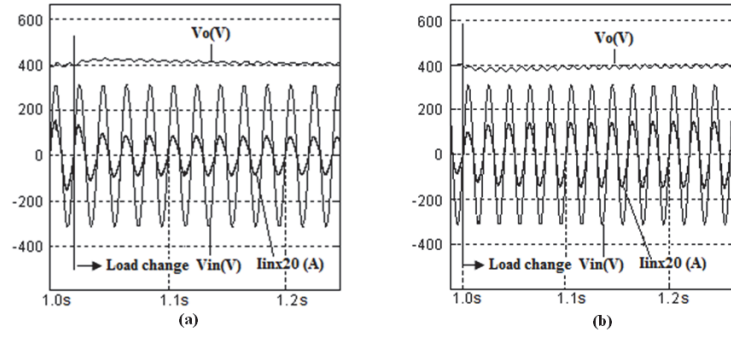 600
400
200
0
-200
-400
Vo(V)
Load change
Vin(V)
Iinx20 (A)
1.0s
1.1s
1.2s
(a)
600
400
200
0
-200
-400
Vo(V)
Load change
Vin(V)
Iinx20 (A)
1.0s
1.1s
1.2s
(b)